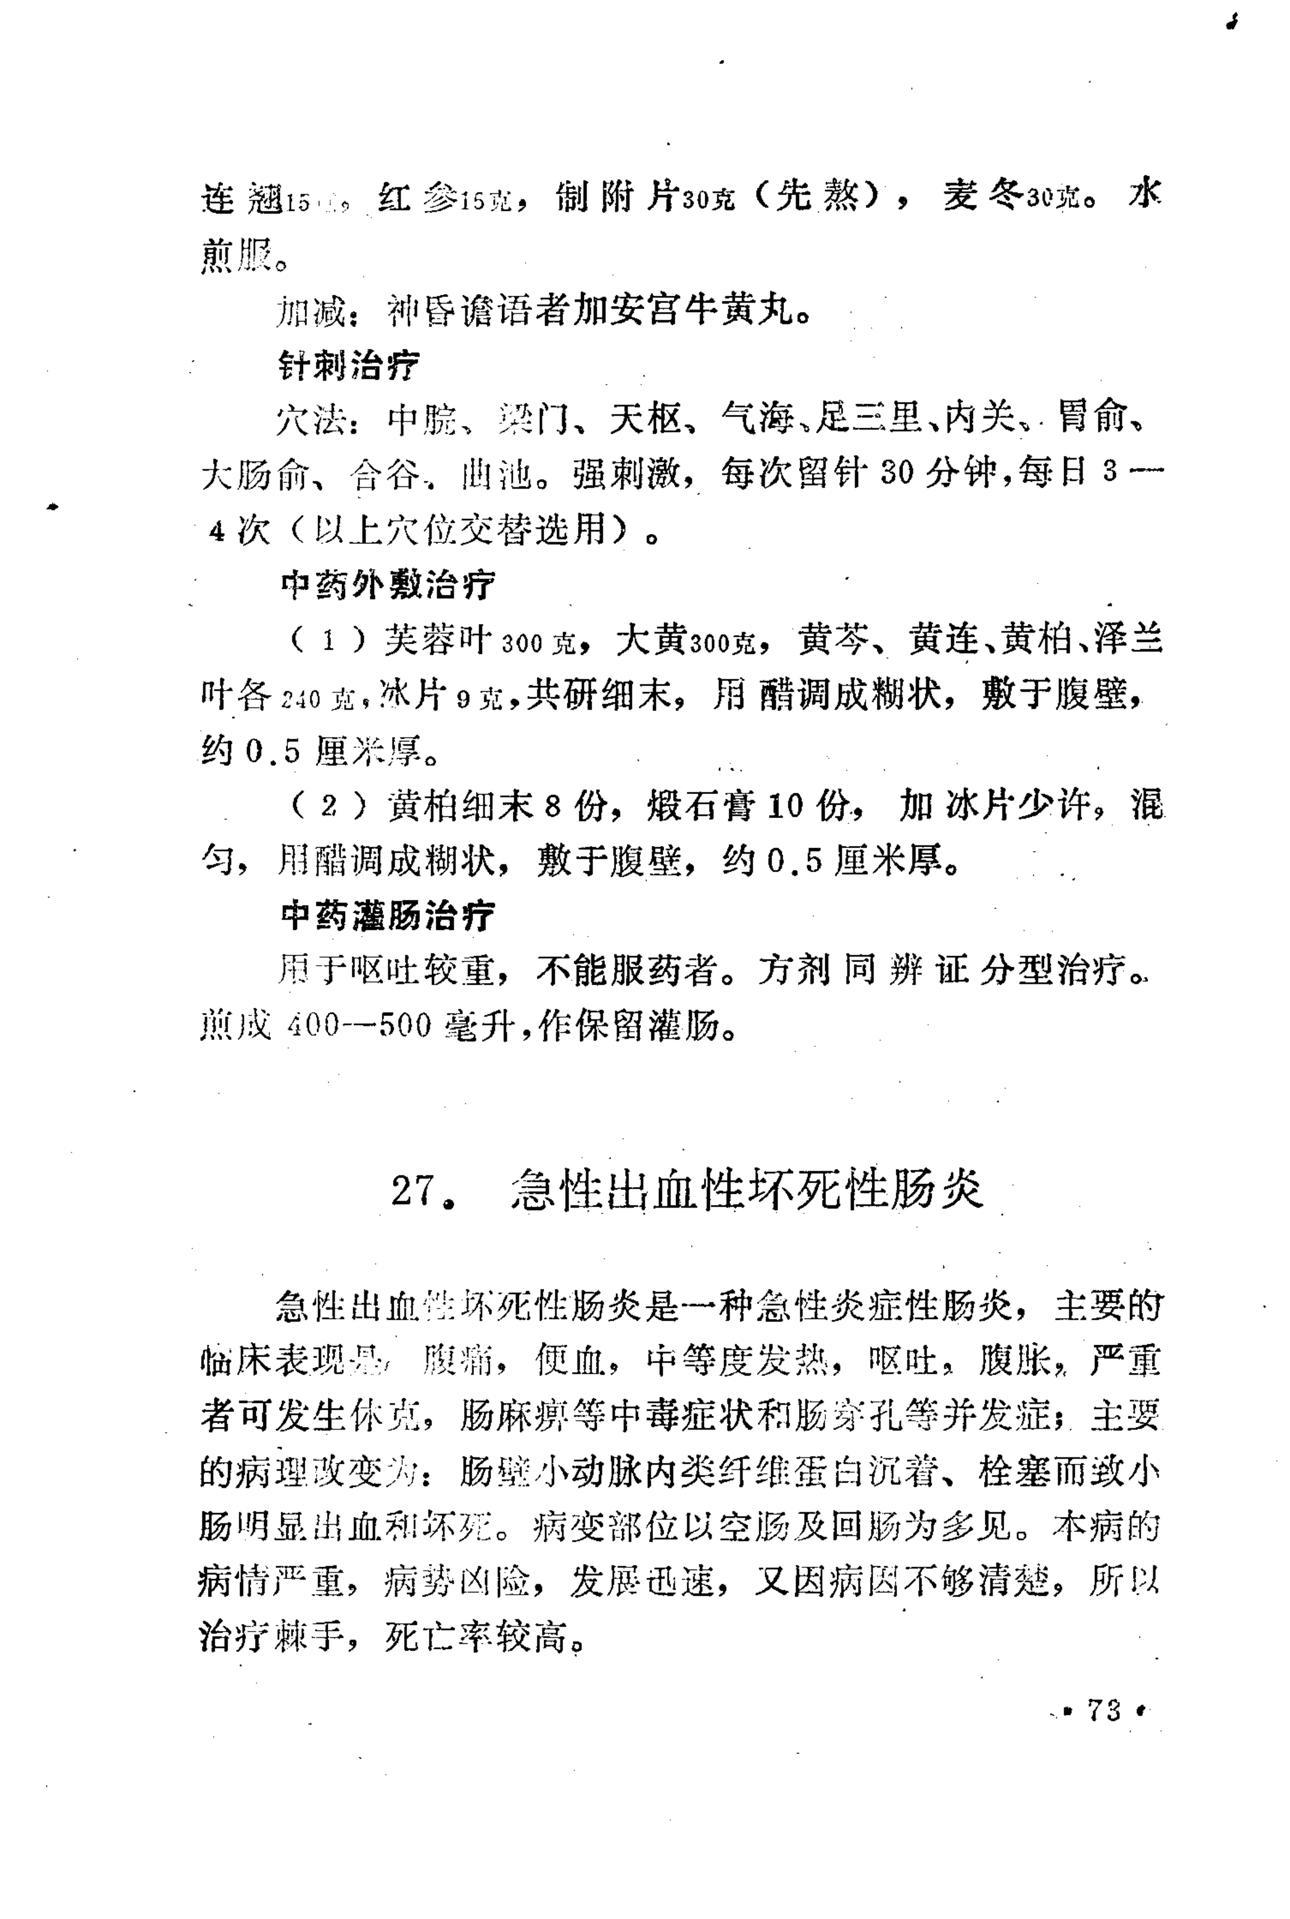 连翘15，红参15克，制附片30克（先熬），麦冬30克。水
煎服。
加减：神昏谵语者加安宫牛黄丸。
针刺治疗
穴法：中脘、梁门、天枢、气海、足三里、内关、胃俞、
大肠俞、合谷、曲池。强刺激，每次留针30分钟，每日3—
4次（以上穴位交替选用）。
中药外敷治疗
（1）芙蓉叶300克，大黄300克，黄芩、黄连、黄柏、泽兰
叶各240克，冰片9克，共研细末，用醋调成糊状，敷于腹壁，
约0.5厘米厚。
（2）黄柏细末8份，煅石膏10份，加冰片少许，混
匀，用醋调成糊状，敷于腹壁，约0.5厘米厚。
中药灌肠治疗
用于呕吐较重，不能服药者。方剂同辨证分型治疗。
煎成400—500毫升，作保留灌肠。
27．急性出血性坏死性肠炎
急性出血性坏死性肠炎是一种急性炎症性肠炎，主要的
临床表现是，腹痛，便血，中等度发热，呕吐，腹胀，严重
者可发生休克，肠麻痹等中毒症状和肠穿孔等并发症；主要
的病理改变为：肠壁小动脉内类纤维蛋白沉着、栓塞而致小
肠明显出血和坏死。病变部位以空肠及回肠为多见。本病的
病情严重，病势凶险，发展迅速，又因病因不够清楚，所以
治疗棘手，死亡率较高。
·73·